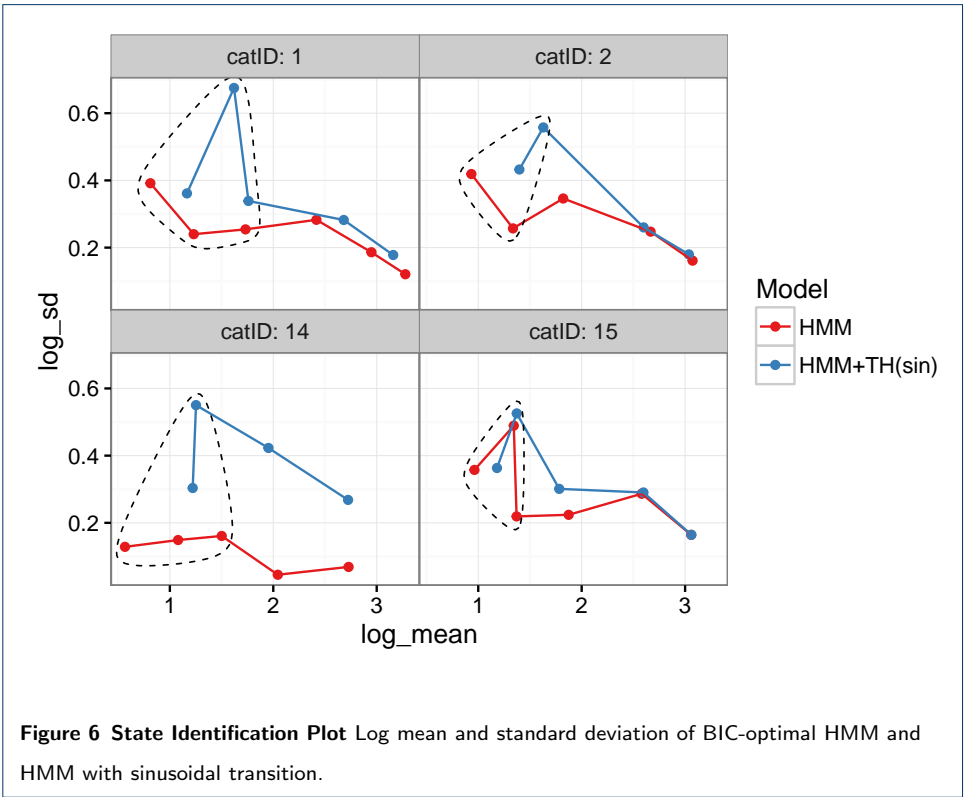 catID: 1
catID: 2
0.6
0.4
0.2
catID: 14
catID: 15
0.6
0.4
0.2
1
2
3
1
2
3
log_sd
log_mean
Model
HMM
HMM+TH(sin)
Figure 6 State Identification Plot Log mean and standard deviation of BIC-optimal HMM and
HMM with sinusoidal transition.